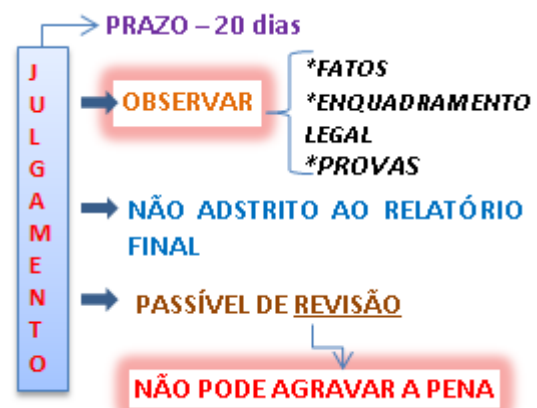 PRAZO – 20 dias
JULGAMENTO
OBSERVAR
*FATOS
*ENQUADRAMENTO
LEGAL
*PROVAS
NÃO ADSTRITO AO RELATÓRIO
FINAL
PASSÍVEL DE REVISÃO
NÃO PODE AGRAVAR A PENA